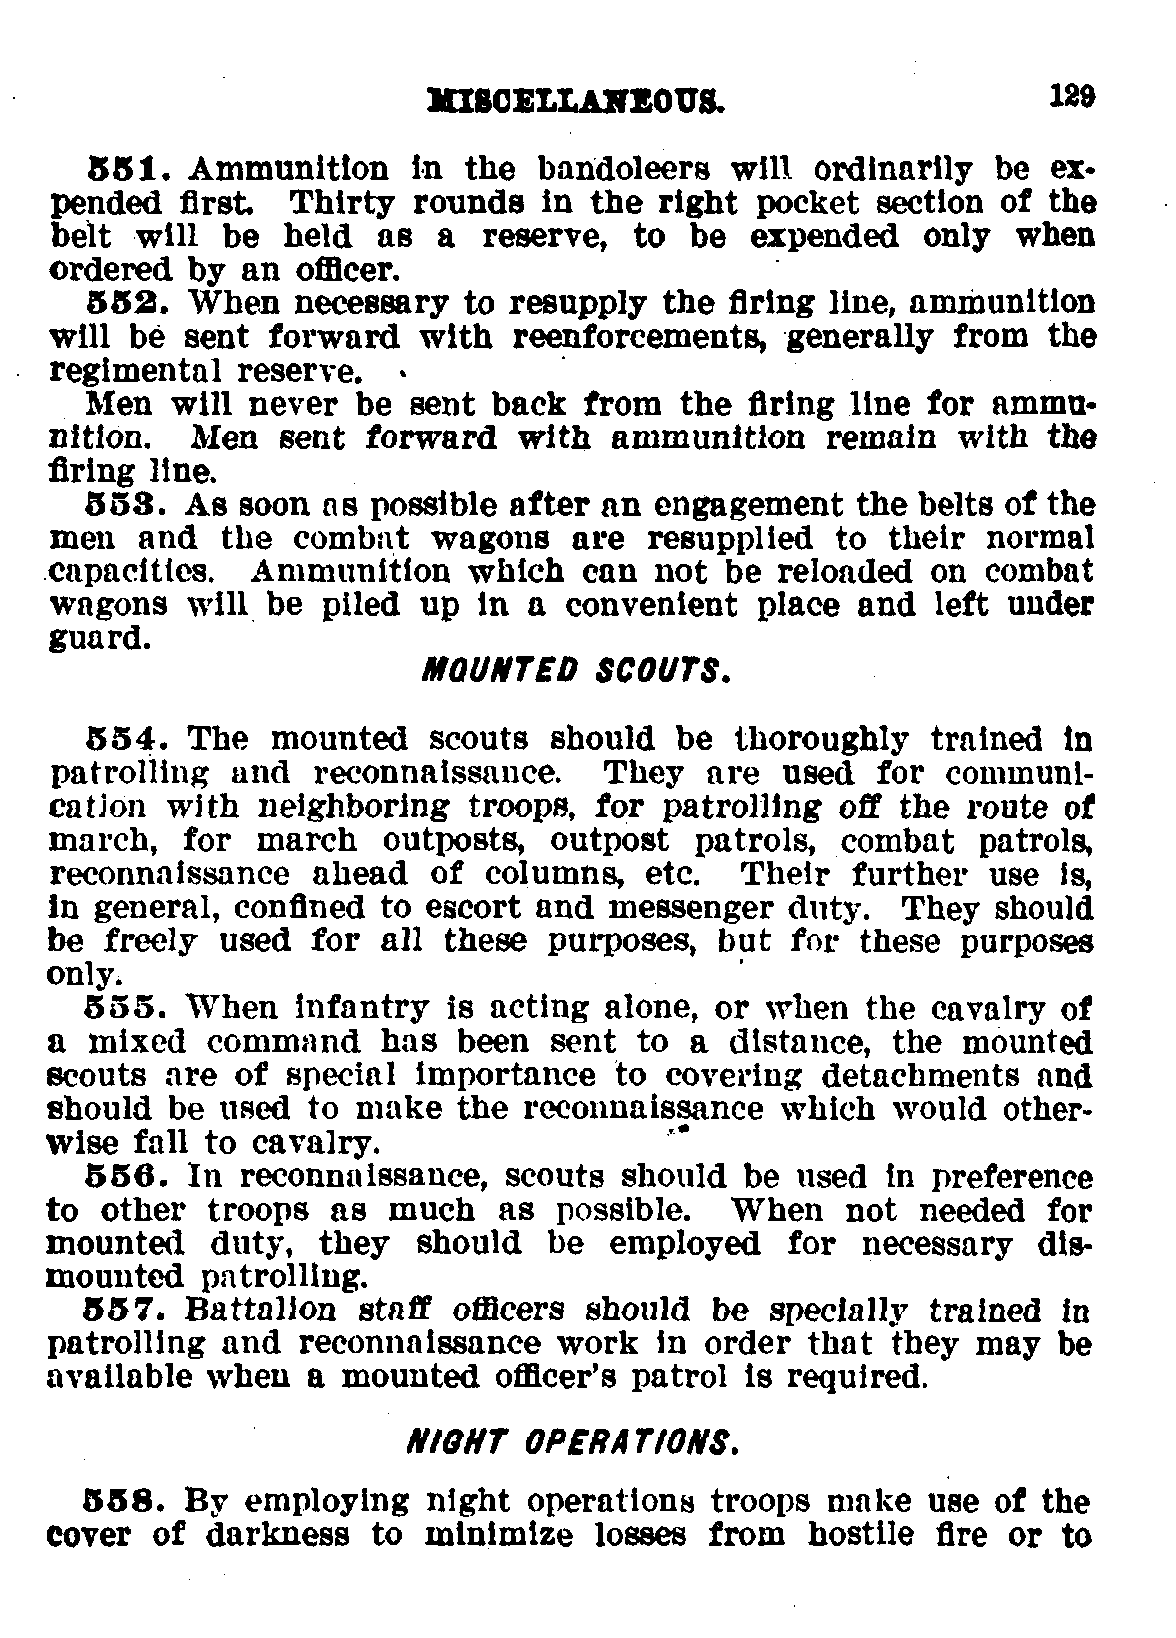 MISCELLANEOUS. 129
551. Ammunition in the bandoleers will ordinarily be ex-
pended first. Thirty rounds in the right pocket section of the
belt will be held as a reserve, to be expended only when
ordered by an officer.
552. When necessary to resupply the firing line, ammunition
will be sent forward with reenforcements, generally from the
regimental reserve.
Men will never be sent back from the firing line for ammu-
nition. Men sent forward with ammunition remain with the
firing line.
553. As soon as possible after an engagement the belts of the
men and the combat wagons are resupplied to their normal
capacities. Ammunition which can not be reloaded on combat
wagons will be piled up in a convenient place and left under
guard.
MOUNTED SCOUTS.
554. The mounted scouts should be thoroughly trained in
patrolling and reconnaissance. They are used for communi-
cation with neighboring troops, for patrolling off the route of
march, for march outposts, outpost patrols, combat patrols,
reconnaissance ahead of columns, etc. Their further use is,
in general, confined to escort and messenger duty. They should
be freely used for all these purposes, but for these purposes
only.
555. When infantry is acting alone, or when the cavalry of
a mixed command has been sent to a distance, the mounted
scouts are of special importance to covering detachments and
should be used to make the reconnaissance which would other-
wise fall to cavalry.
556. In reconnaissance, scouts should be used in preference
to other troops as much as possible. When not needed for
mounted duty, they should be employed for necessary dis-
mounted patrolling.
557. Battalion staff officers should be specially trained in
patrolling and reconnaissance work in order that they may be
available when a mounted officer's patrol is required.
NIGHT OPERATIONS.
558. By employing night operations troops make use of the
cover of darkness to minimize losses from hostile fire or to